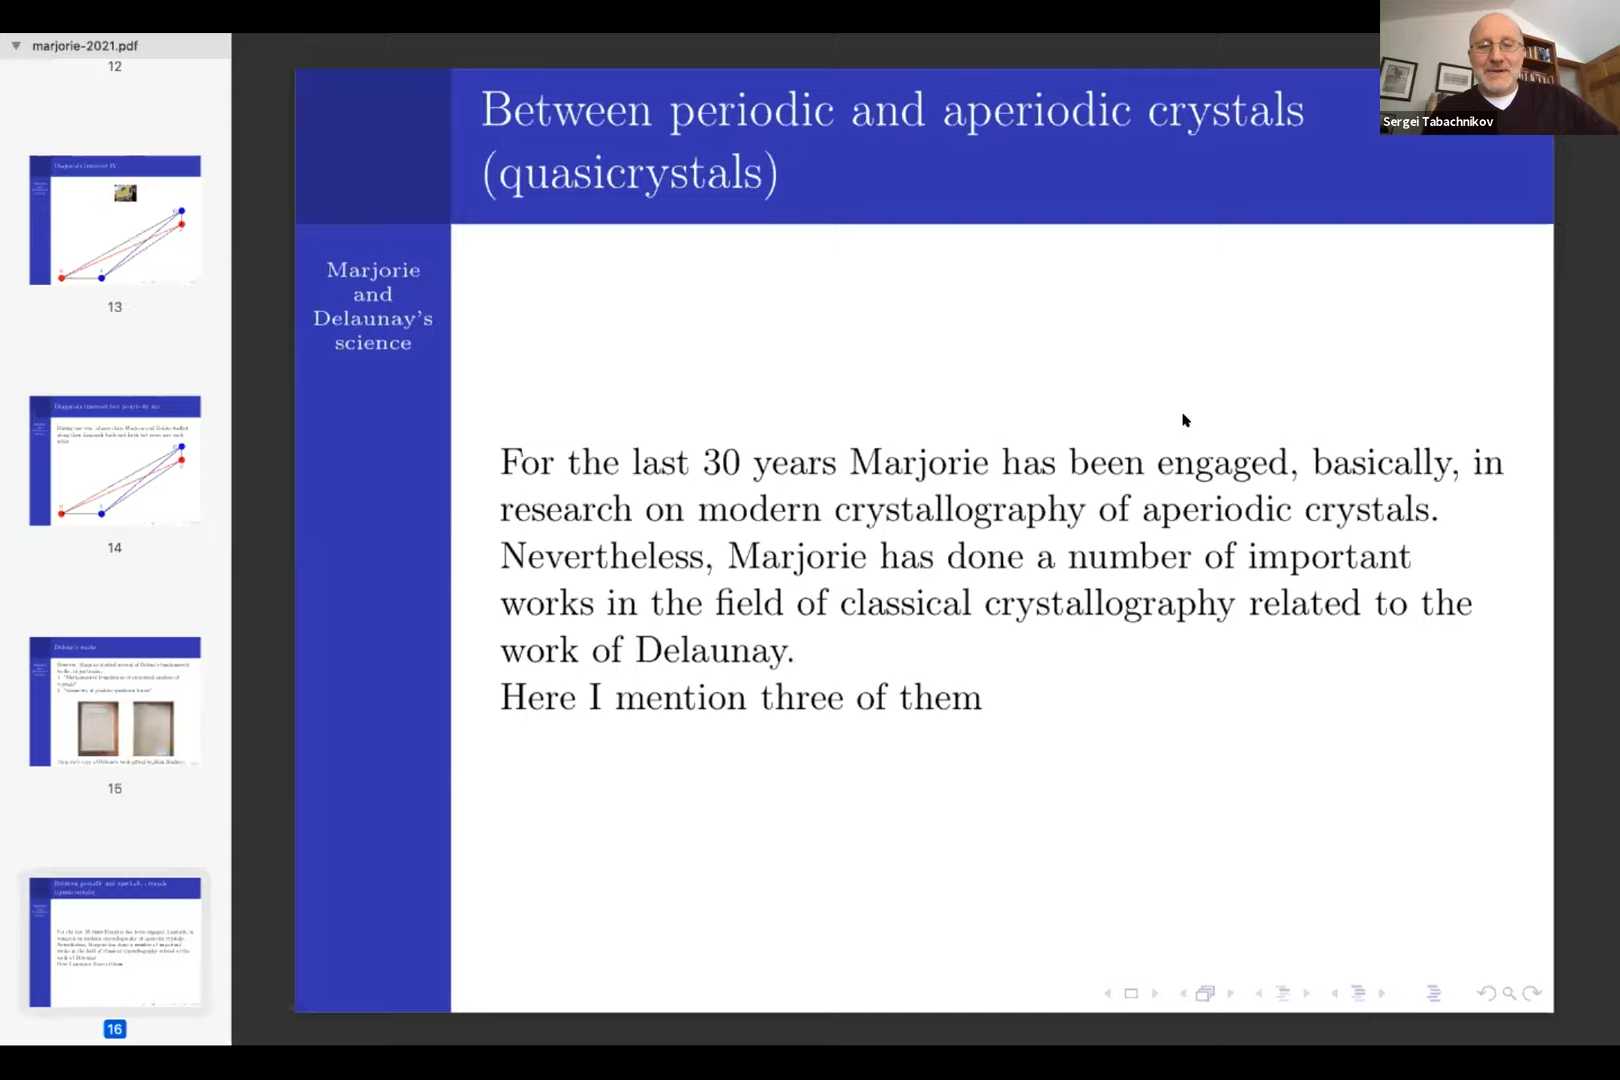 marjorie-2021.pdf
12
13
14
Delone's works
15
16
Between periodic and aperiodic crystals
(quasicrystals)
Marjorie
and
Delaunay's
science
For the last 30 years Marjorie has been engaged, basically, in
research on modern crystallography of aperiodic crystals.
Nevertheless, Marjorie has done a number of important
works in the field of classical crystallography related to the
work of Delaunay.
Here I mention three of them
Sergei Tabachnikov